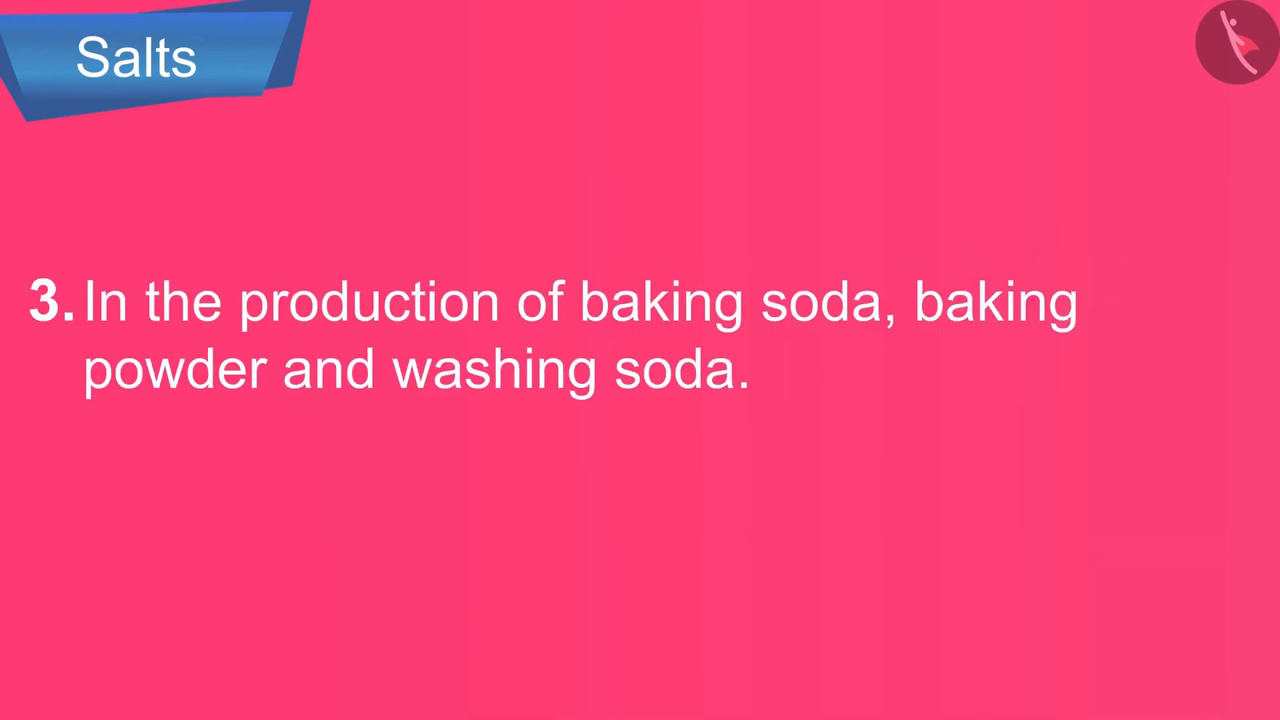 Salts
3. In the production of baking soda, baking
powder and washing soda.